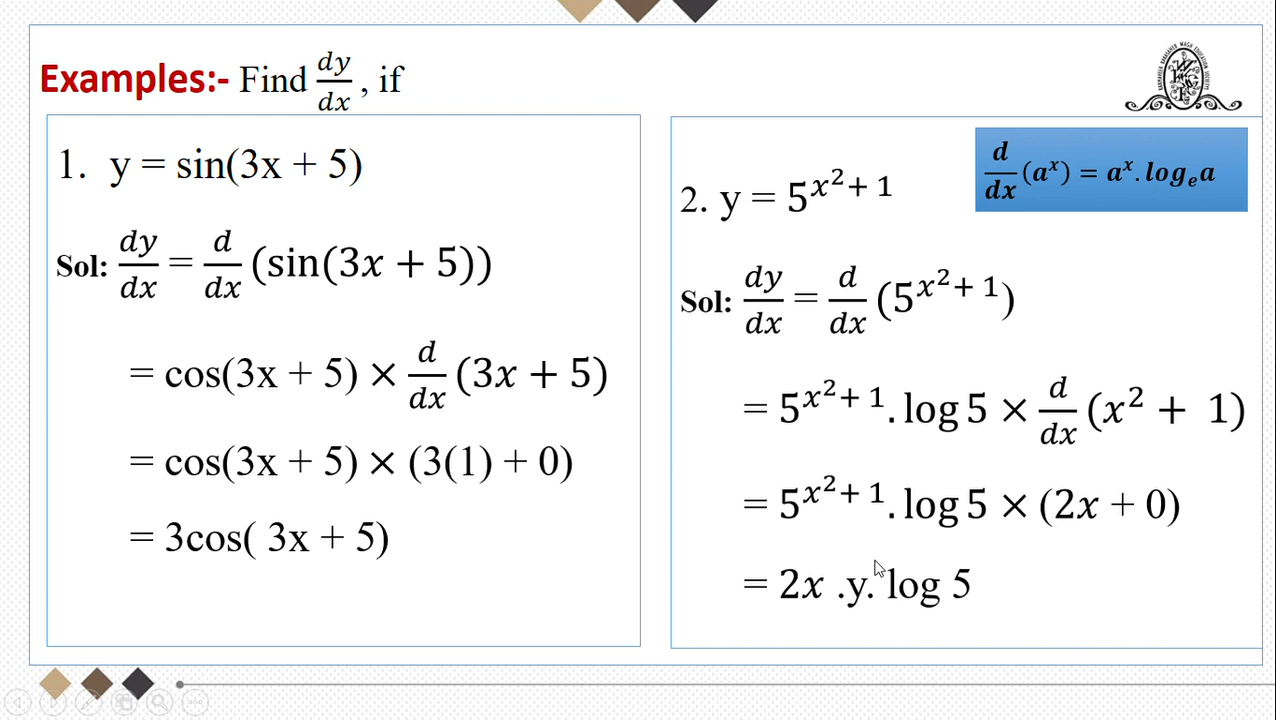 Examples:- Find dy/dx , if
1. y = sin(3x + 5)
Sol: dy/dx = d/dx (sin(3x + 5))
= cos(3x + 5) × d/dx (3x + 5)
= cos(3x + 5) × (3(1) + 0)
= 3cos( 3x + 5)
d/dx (aˣ) = aˣ. logₑa
2. y = 5^(x² + 1)
Sol: dy/dx = d/dx (5^(x² + 1))
= 5^(x² + 1). log 5 × d/dx (x² + 1)
= 5^(x² + 1). log 5 × (2x + 0)
= 2x .y. log 5